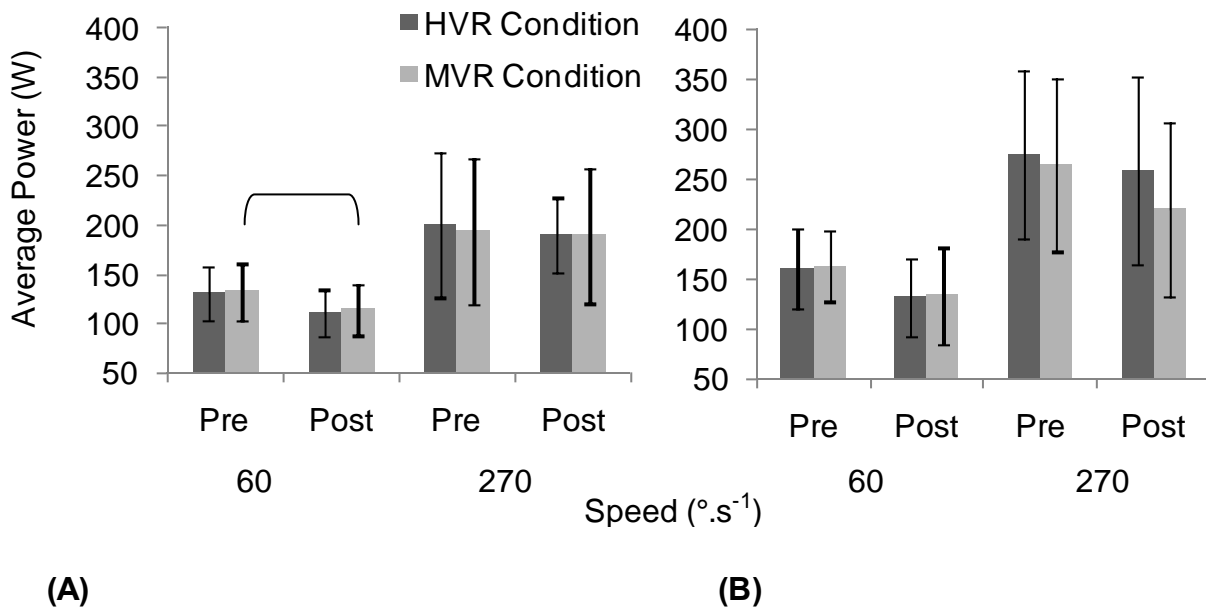 Average Power (W)
400
350
300
250
200
150
100
50
HVR Condition
MVR Condition
Pre Post Pre Post
60 270
400
350
300
250
200
150
100
50
Pre Post Pre Post
60 270
Speed (°.s⁻¹)
(A) (B)